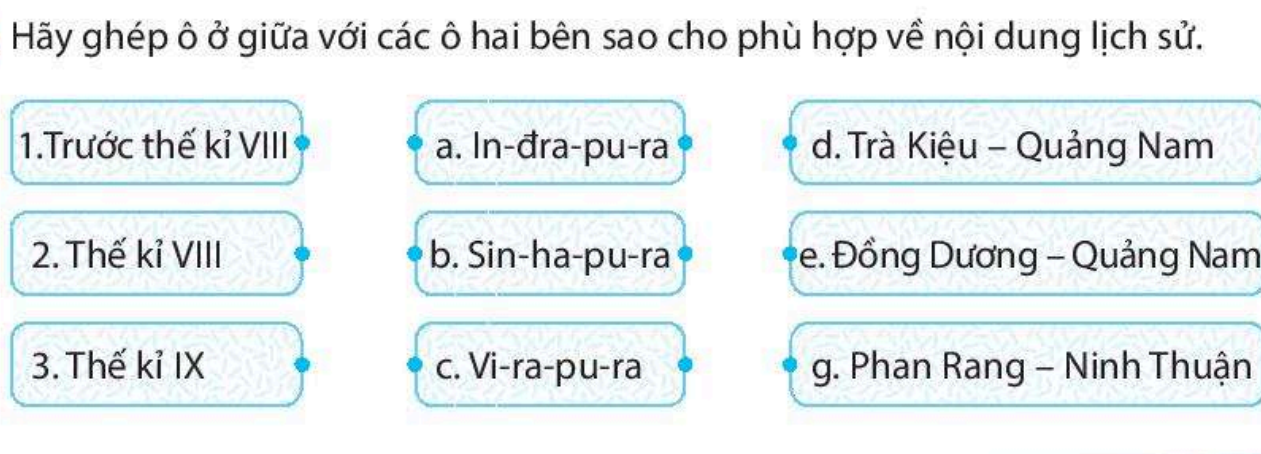 Hãy ghép ô ở giữa với các ô hai bên sao cho phù hợp về nội dung lịch sử.
1.Trước thế kỉ VIII
a. In-đra-pu-ra
d. Trà Kiệu – Quảng Nam
2. Thế kỉ VIII
b. Sin-ha-pu-ra
e. Đồng Dương – Quảng Nam
3. Thế kỉ IX
c. Vi-ra-pu-ra
g. Phan Rang – Ninh Thuận